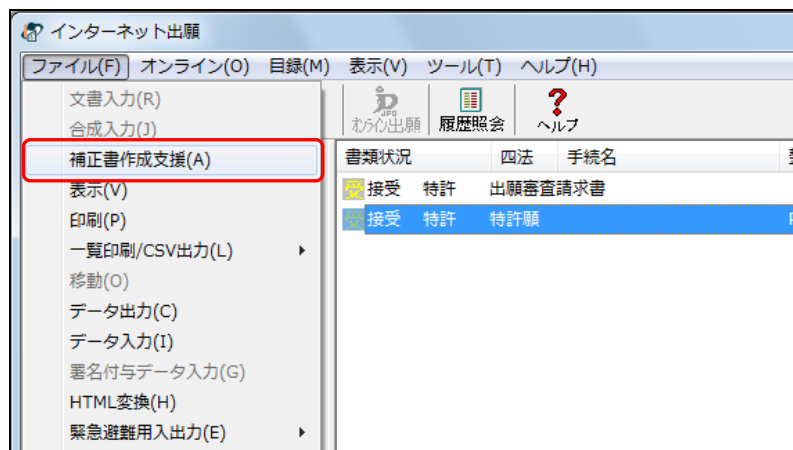 インターネット出願
ファイル(F) オンライン(O) 目録(M) 表示(V) ツール(T) ヘルプ(H)
文書入力(R)
合成入力(J)
補正書作成支援(A)
表示(V)
印刷(P)
一覧印刷/CSV出力(L)
移動(O)
データ出力(C)
データ入力(I)
署名付与データ入力(G)
HTML変換(H)
緊急避難用入出力(E)
JPO
オンライン出願 履歴照会 ヘルプ
書類状況 四法 手続名
受 接受 特許 出願審査請求書
受 接受 特許 特許願